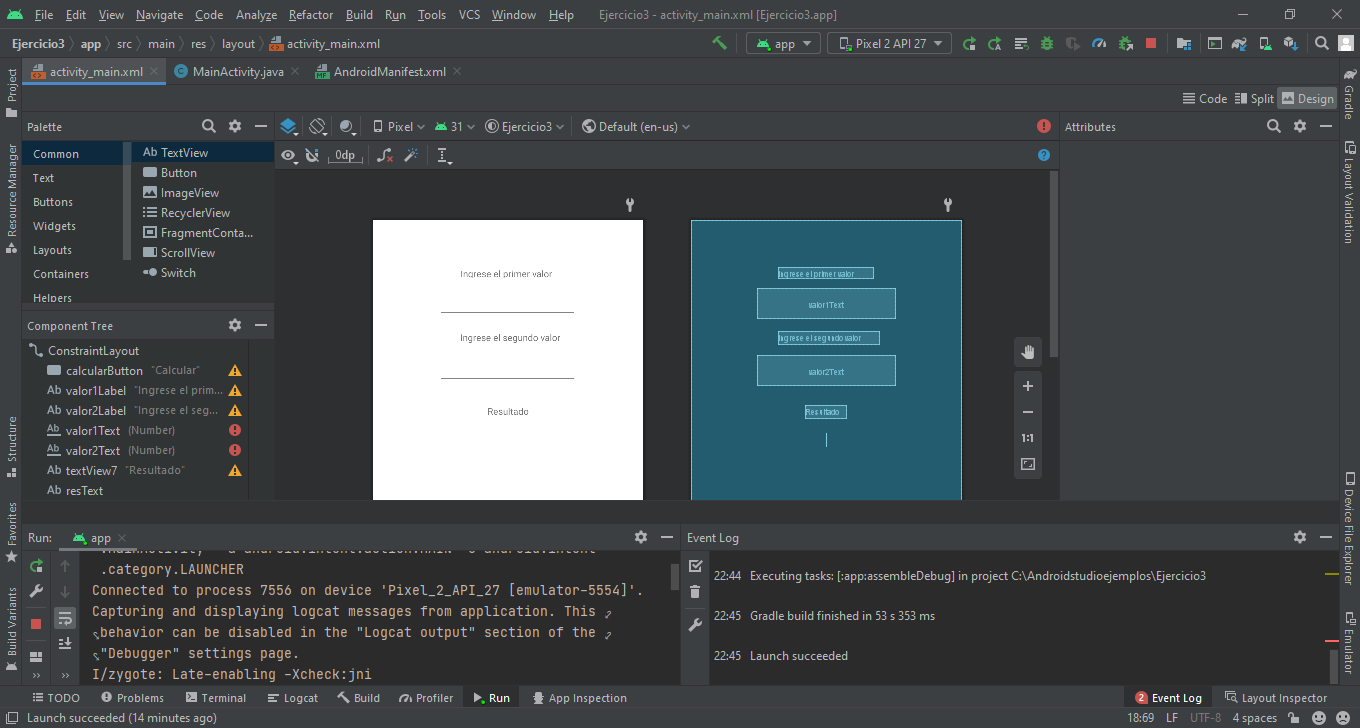 File Edit View Navigate Code Analyze Refactor Build Run Tools VCS Window Help Ejercicio3 - activity_main.xml [Ejercicio3.app]
Ejercicio3 app src main res layout activity_main.xml app Pixel 2 API 27
activity_main.xml MainActivity.java AndroidManifest.xml
Code Split Design
Palette Pixel 31 Ejercicio3 Default (en-us) Attributes
0dp
Common
Text
Buttons
Widgets
Layouts
Containers
Helpers
Ab TextView
Button
ImageView
RecyclerView
FragmentConta...
ScrollView
Switch
Component Tree
ConstraintLayout
calcularButton "Calcular"
Ab valor1Label "Ingrese el prim...
Ab valor2Label "Ingrese el seg...
Ab valor1Text (Number)
Ab valor2Text (Number)
Ab textView7 "Resultado"
Ab resText
Ingrese el primer valor
Ingrese el segundo valor
Resultado
Ingrese el primer valor
valor1Text
Ingrese el segundo valor
valor2Text
Resultado
1:1
Project
Resource Manager
Structure
Favorites
Build Variants
Gradle
Layout Validation
Device File Explorer
Emulator
Run: app
.MainActivity -a android.intent.action.MAIN -c android.intent
.category.LAUNCHER
Connected to process 7556 on device 'Pixel_2_API_27 [emulator-5554]'.
Capturing and displaying logcat messages from application. This
behavior can be disabled in the "Logcat output" section of the
"Debugger" settings page.
I/zygote: Late-enabling -Xcheck:jni
Event Log
22:44 Executing tasks: [:app:assembleDebug] in project C:\Androidstudioejemplos\Ejercicio3
22:45 Gradle build finished in 53 s 353 ms
22:45 Launch succeeded
TODO Problems Terminal Logcat Build Profiler Run App Inspection 2 Event Log Layout Inspector
Launch succeeded (14 minutes ago) 18:69 LF UTF-8 4 spaces